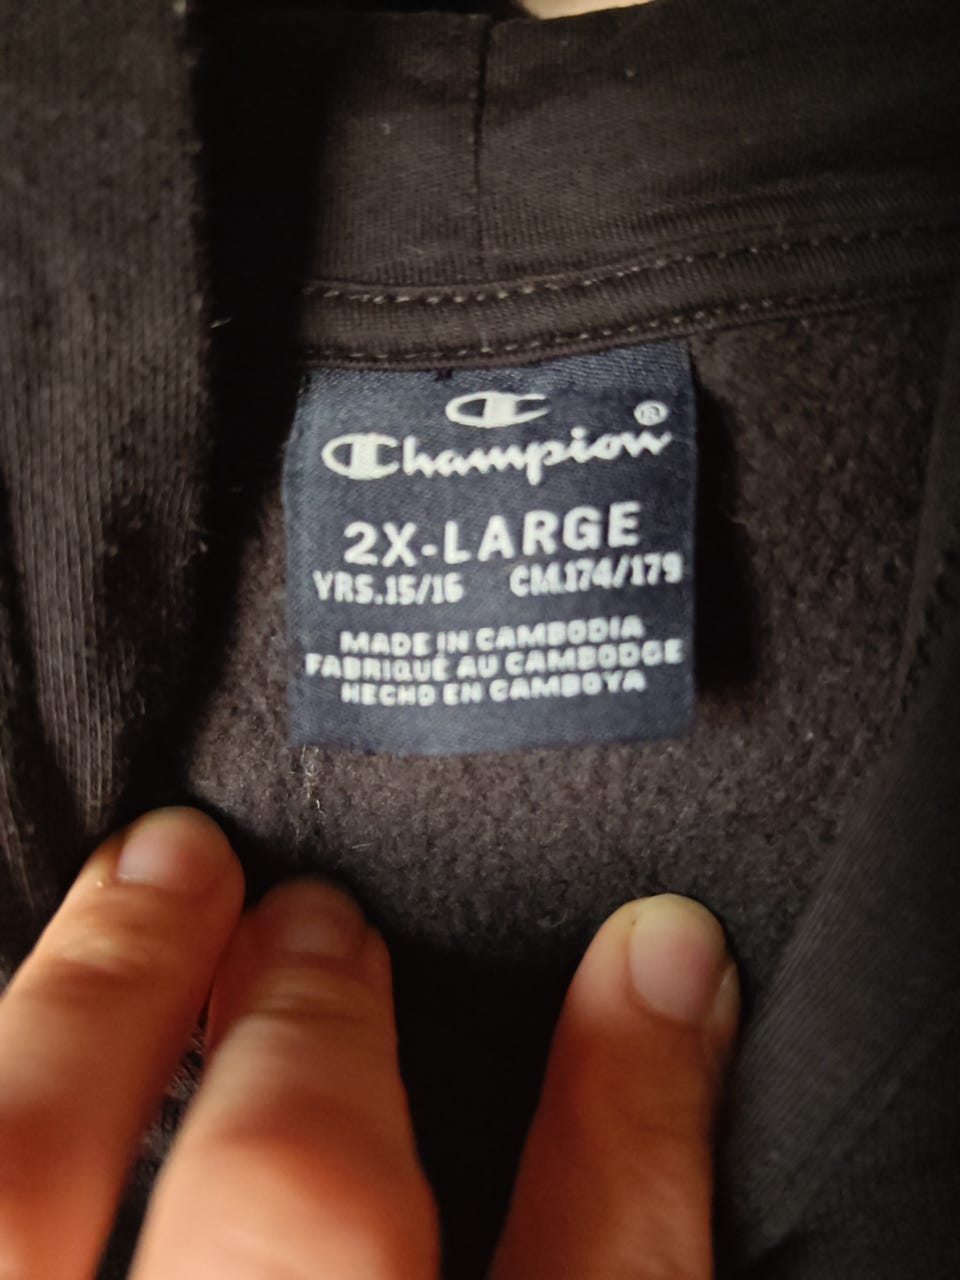 Champion®
2X-LARGE
YRS.15/16 CM.174/179
MADE IN CAMBODIA
FABRIQUÉ AU CAMBODGE
HECHO EN CAMBOYA